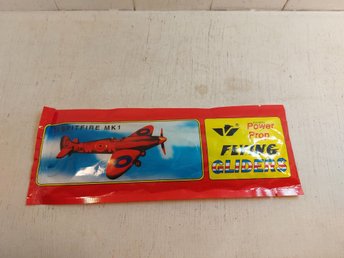 SPITFIRE MK1
Power
Prop
FLYING
GLIDERS